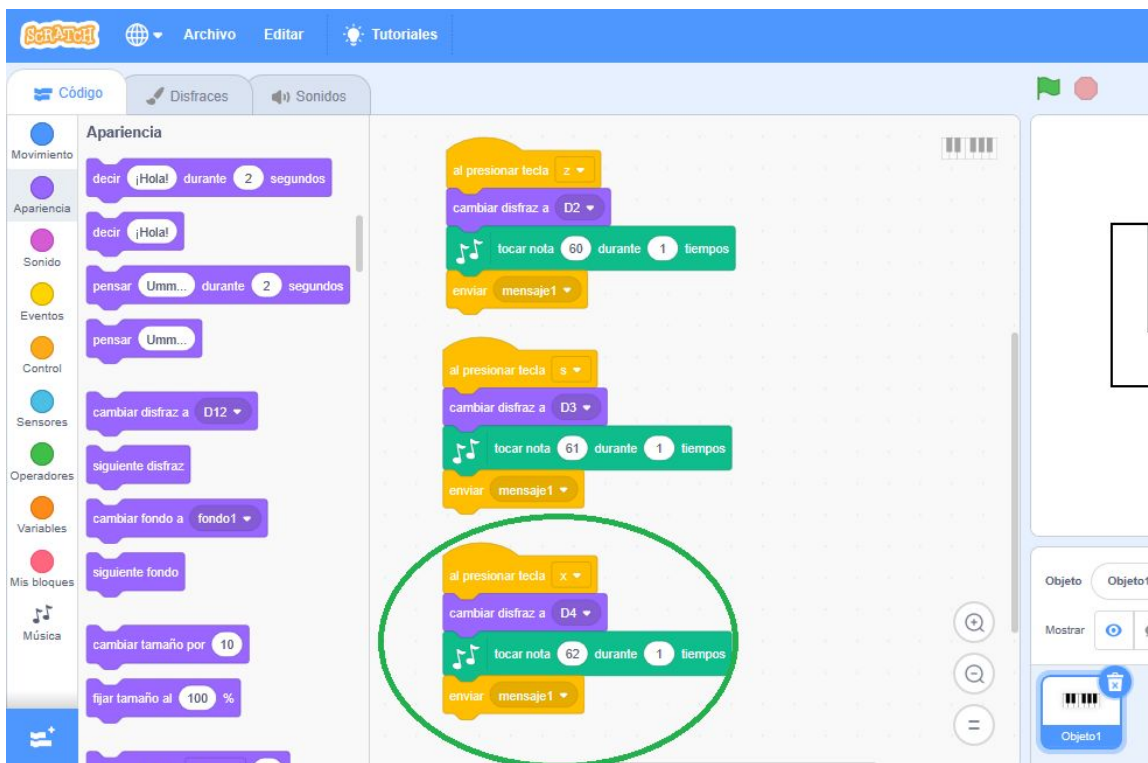 SCRATCH Archivo Editar Tutoriales
Código Disfraces Sonidos
Movimiento
Apariencia
Sonido
Eventos
Control
Sensores
Operadores
Variables
Mis bloques
Música
Apariencia
decir ¡Hola! durante 2 segundos
decir ¡Hola!
pensar Umm... durante 2 segundos
pensar Umm...
cambiar disfraz a D12
siguiente disfraz
cambiar fondo a fondo1
siguiente fondo
cambiar tamaño por 10
fijar tamaño al 100 %
al presionar tecla z
cambiar disfraz a D2
tocar nota 60 durante 1 tiempos
enviar mensaje1
al presionar tecla s
cambiar disfraz a D3
tocar nota 61 durante 1 tiempos
enviar mensaje1
al presionar tecla x
cambiar disfraz a D4
tocar nota 62 durante 1 tiempos
enviar mensaje1
Objeto Objeto1
Mostrar
Objeto1